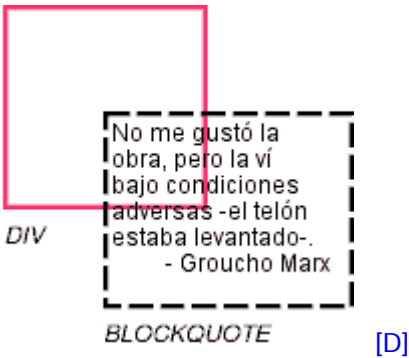 No me gustó la
obra, pero la ví
bajo condiciones
adversas -el telón
estaba levantado-.
- Groucho Marx
DIV
BLOCKQUOTE
[D]